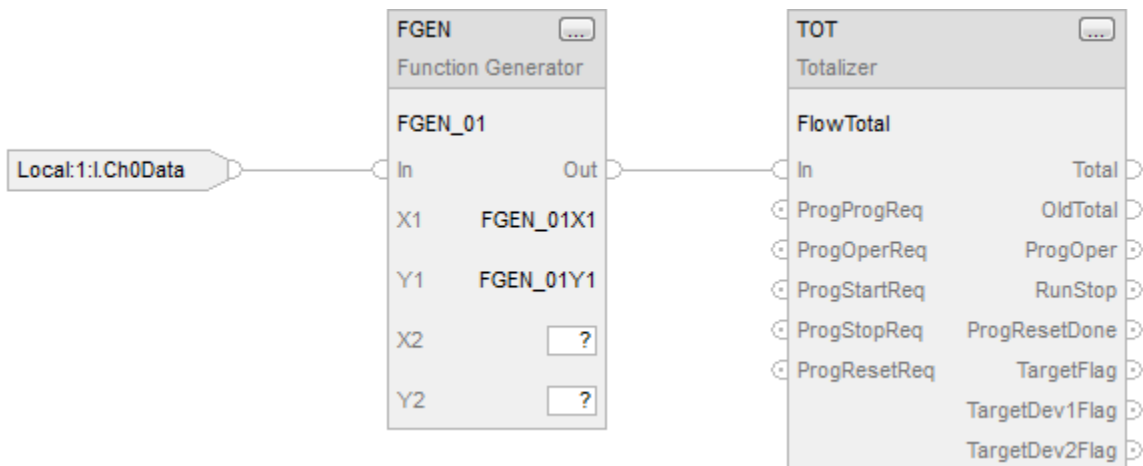 FGEN ...
Function Generator
FGEN_01
Local:1:I.Ch0Data
In Out
X1 FGEN_01X1
Y1 FGEN_01Y1
X2 ?
Y2 ?
TOT ...
Totalizer
FlowTotal
In Total
ProgProgReq OldTotal
ProgOperReq ProgOper
ProgStartReq RunStop
ProgStopReq ProgResetDone
ProgResetReq TargetFlag
TargetDev1Flag
TargetDev2Flag